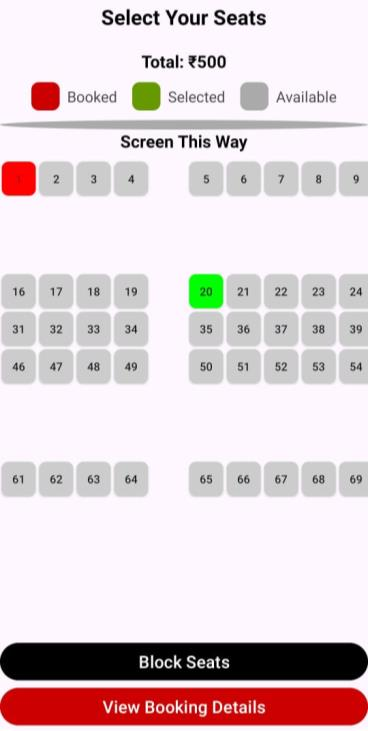 Select Your Seats
Total: ₹500
Booked Selected Available
Screen This Way
1 2 3 4 5 6 7 8 9
16 17 18 19 20 21 22 23 24
31 32 33 34 35 36 37 38 39
46 47 48 49 50 51 52 53 54
61 62 63 64 65 66 67 68 69
Block Seats
View Booking Details